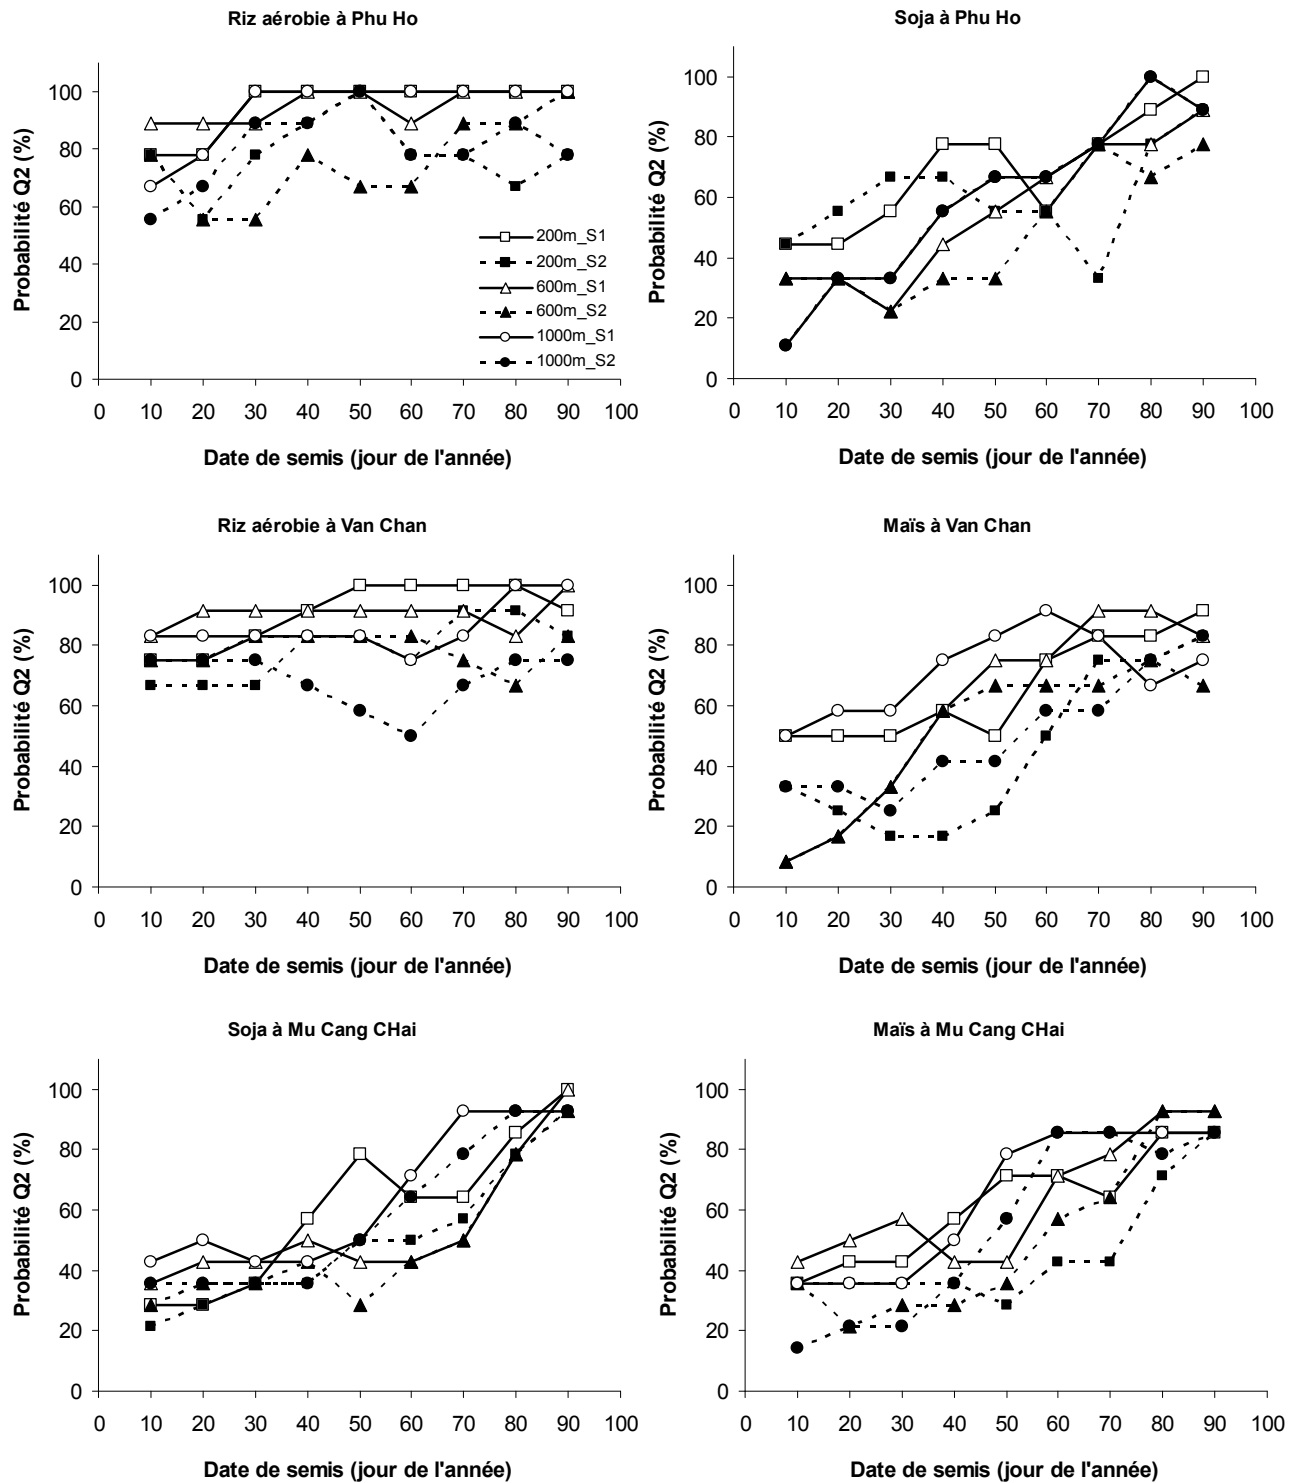 Riz aérobie à Phu Ho
Probabilité Q2 (%)
100
80
60
40
20
0
200m_S1
200m_S2
600m_S1
600m_S2
1000m_S1
1000m_S2
0 10 20 30 40 50 60 70 80 90 100
Date de semis (jour de l'année)
Soja à Phu Ho
Probabilité Q2 (%)
100
80
60
40
20
0
0 10 20 30 40 50 60 70 80 90 100
Date de semis (jour de l'année)
Riz aérobie à Van Chan
Probabilité Q2 (%)
100
80
60
40
20
0
0 10 20 30 40 50 60 70 80 90 100
Date de semis (jour de l'année)
Maïs à Van Chan
Probabilité Q2 (%)
100
80
60
40
20
0
0 10 20 30 40 50 60 70 80 90 100
Date de semis (jour de l'année)
Soja à Mu Cang CHai
Probabilité Q2 (%)
100
80
60
40
20
0
0 10 20 30 40 50 60 70 80 90 100
Date de semis (jour de l'année)
Maïs à Mu Cang CHai
Probabilité Q2 (%)
100
80
60
40
20
0
0 10 20 30 40 50 60 70 80 90 100
Date de semis (jour de l'année)